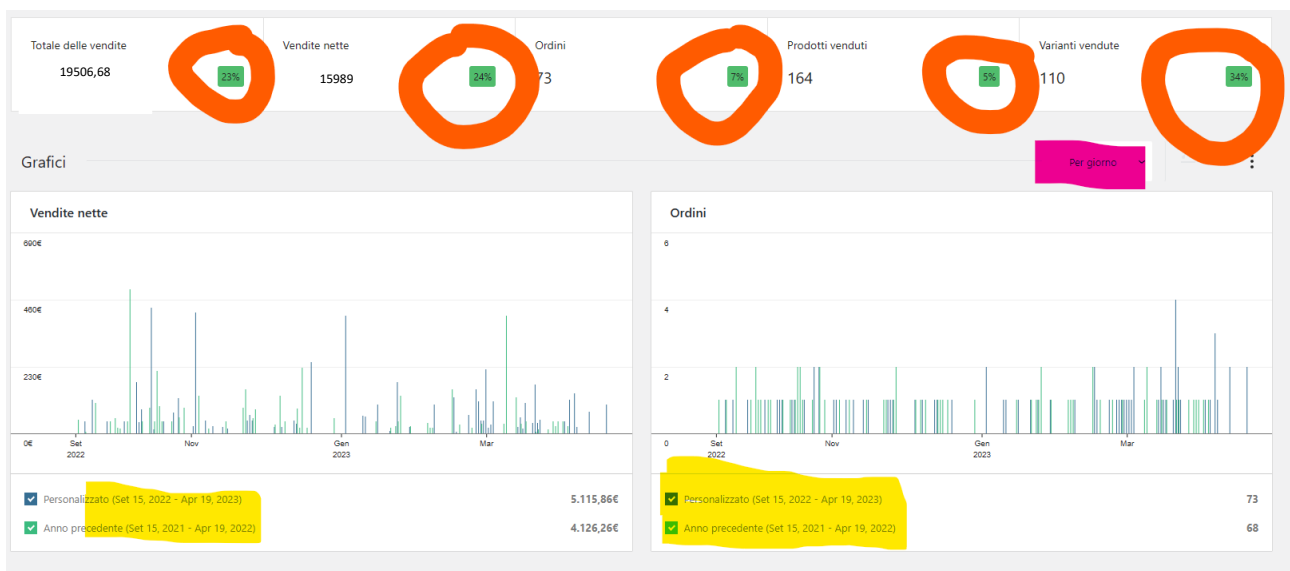 Totale delle vendite
19506,68
23%
Vendite nette
15989
24%
Ordini
73
7%
Prodotti venduti
164
5%
Varianti vendute
110
34%
Grafici
Per giorno
Vendite nette
690€
460€
230€
0€
Set
2022
Nov
Gen
2023
Mar
Personalizzato (Set 15, 2022 - Apr 19, 2023)
5.115,86€
Anno precedente (Set 15, 2021 - Apr 19, 2022)
4.126,26€
Ordini
6
4
2
0
Set
2022
Nov
Gen
2023
Mar
Personalizzato (Set 15, 2022 - Apr 19, 2023)
73
Anno precedente (Set 15, 2021 - Apr 19, 2022)
68